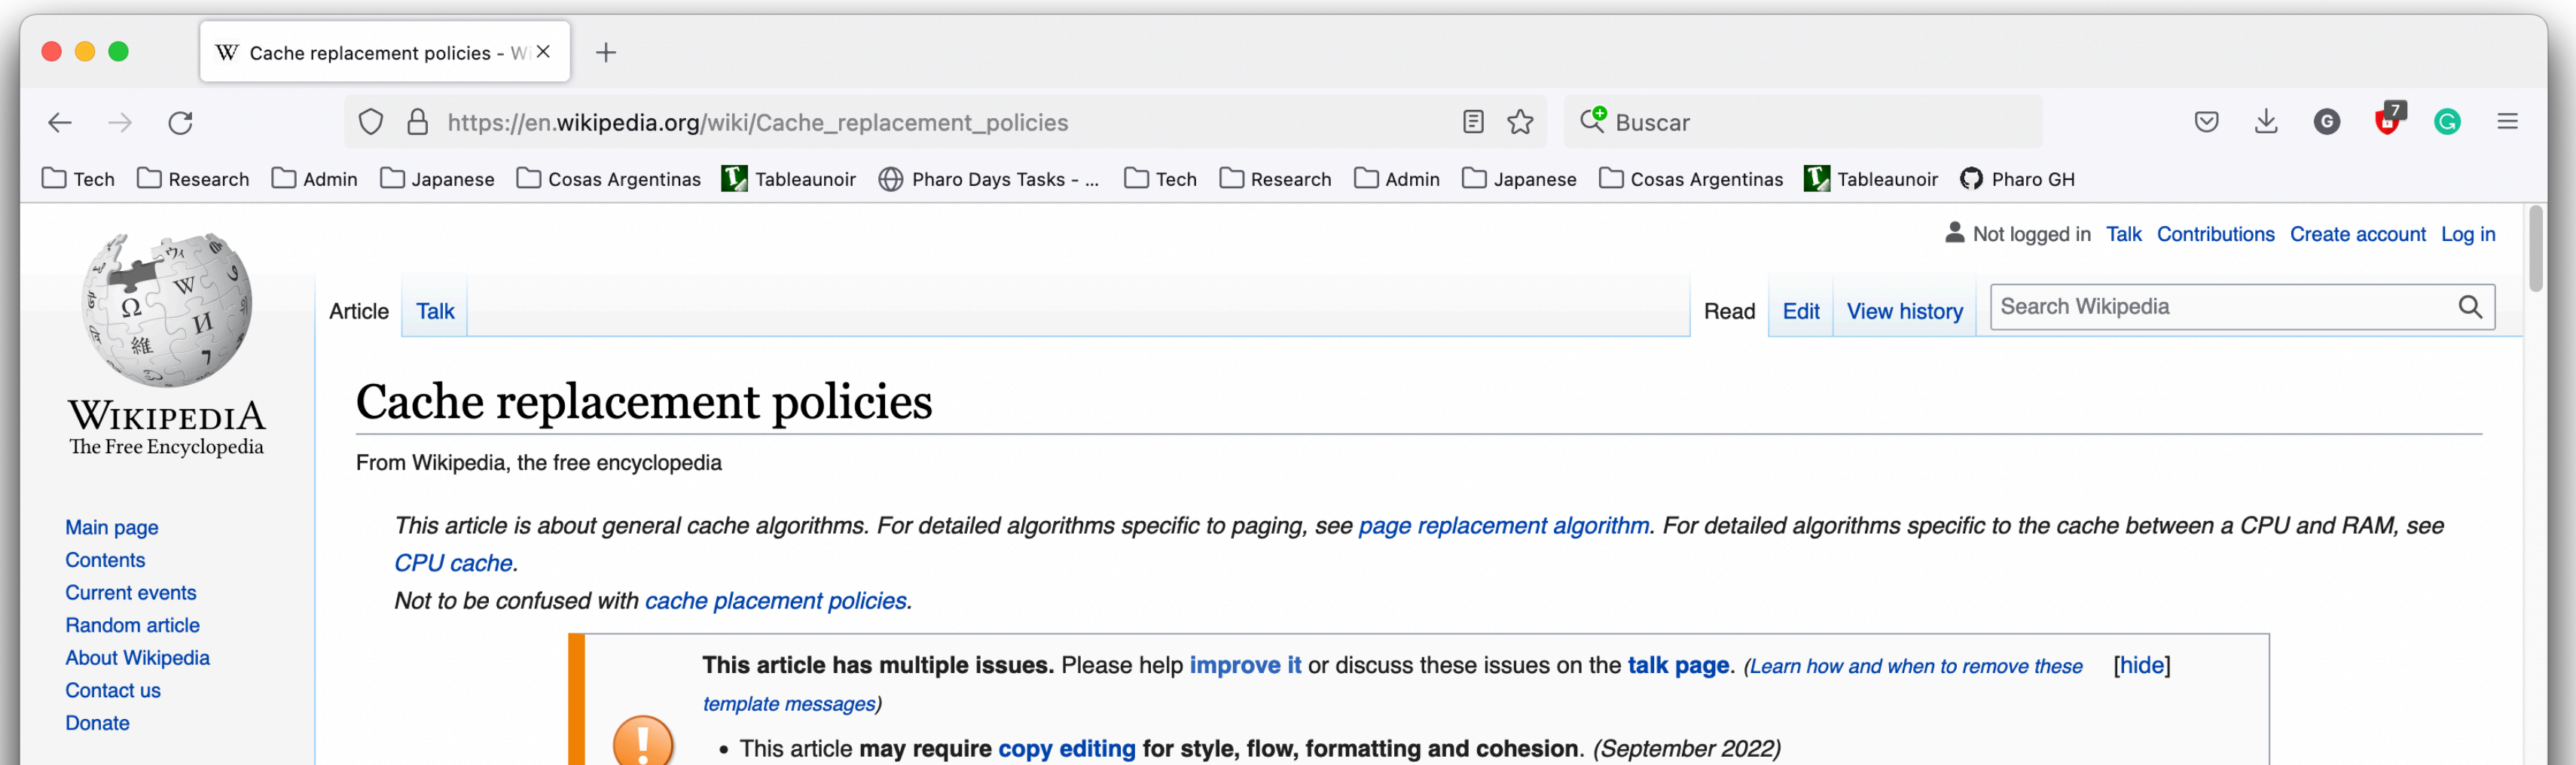 Cache replacement policies - W
https://en.wikipedia.org/wiki/Cache_replacement_policies
Buscar
7
Tech Research Admin Japanese Cosas Argentinas Tableaunoir Pharo Days Tasks - ... Tech Research Admin Japanese Cosas Argentinas Tableaunoir Pharo GH
Not logged in Talk Contributions Create account Log in
Article Talk Read Edit View history Search Wikipedia
WIKIPEDIA
The Free Encyclopedia
Main page
Contents
Current events
Random article
About Wikipedia
Contact us
Donate
Cache replacement policies
From Wikipedia, the free encyclopedia
This article is about general cache algorithms. For detailed algorithms specific to paging, see page replacement algorithm. For detailed algorithms specific to the cache between a CPU and RAM, see
CPU cache.
Not to be confused with cache placement policies.
This article has multiple issues. Please help improve it or discuss these issues on the talk page. (Learn how and when to remove these [hide]
template messages)
• This article may require copy editing for style, flow, formatting and cohesion. (September 2022)